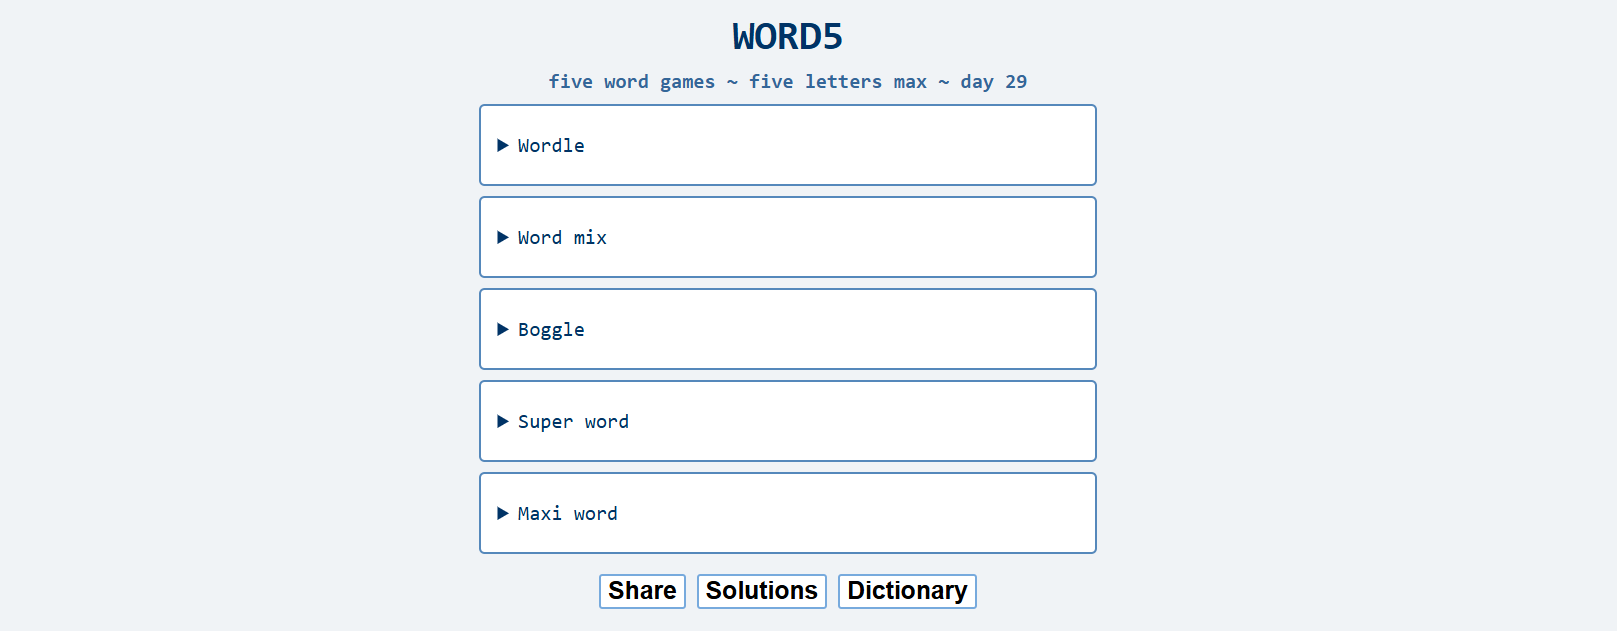 WORD5
five word games ~ five letters max ~ day 29
Wordle
Word mix
Boggle
Super word
Maxi word
Share Solutions Dictionary